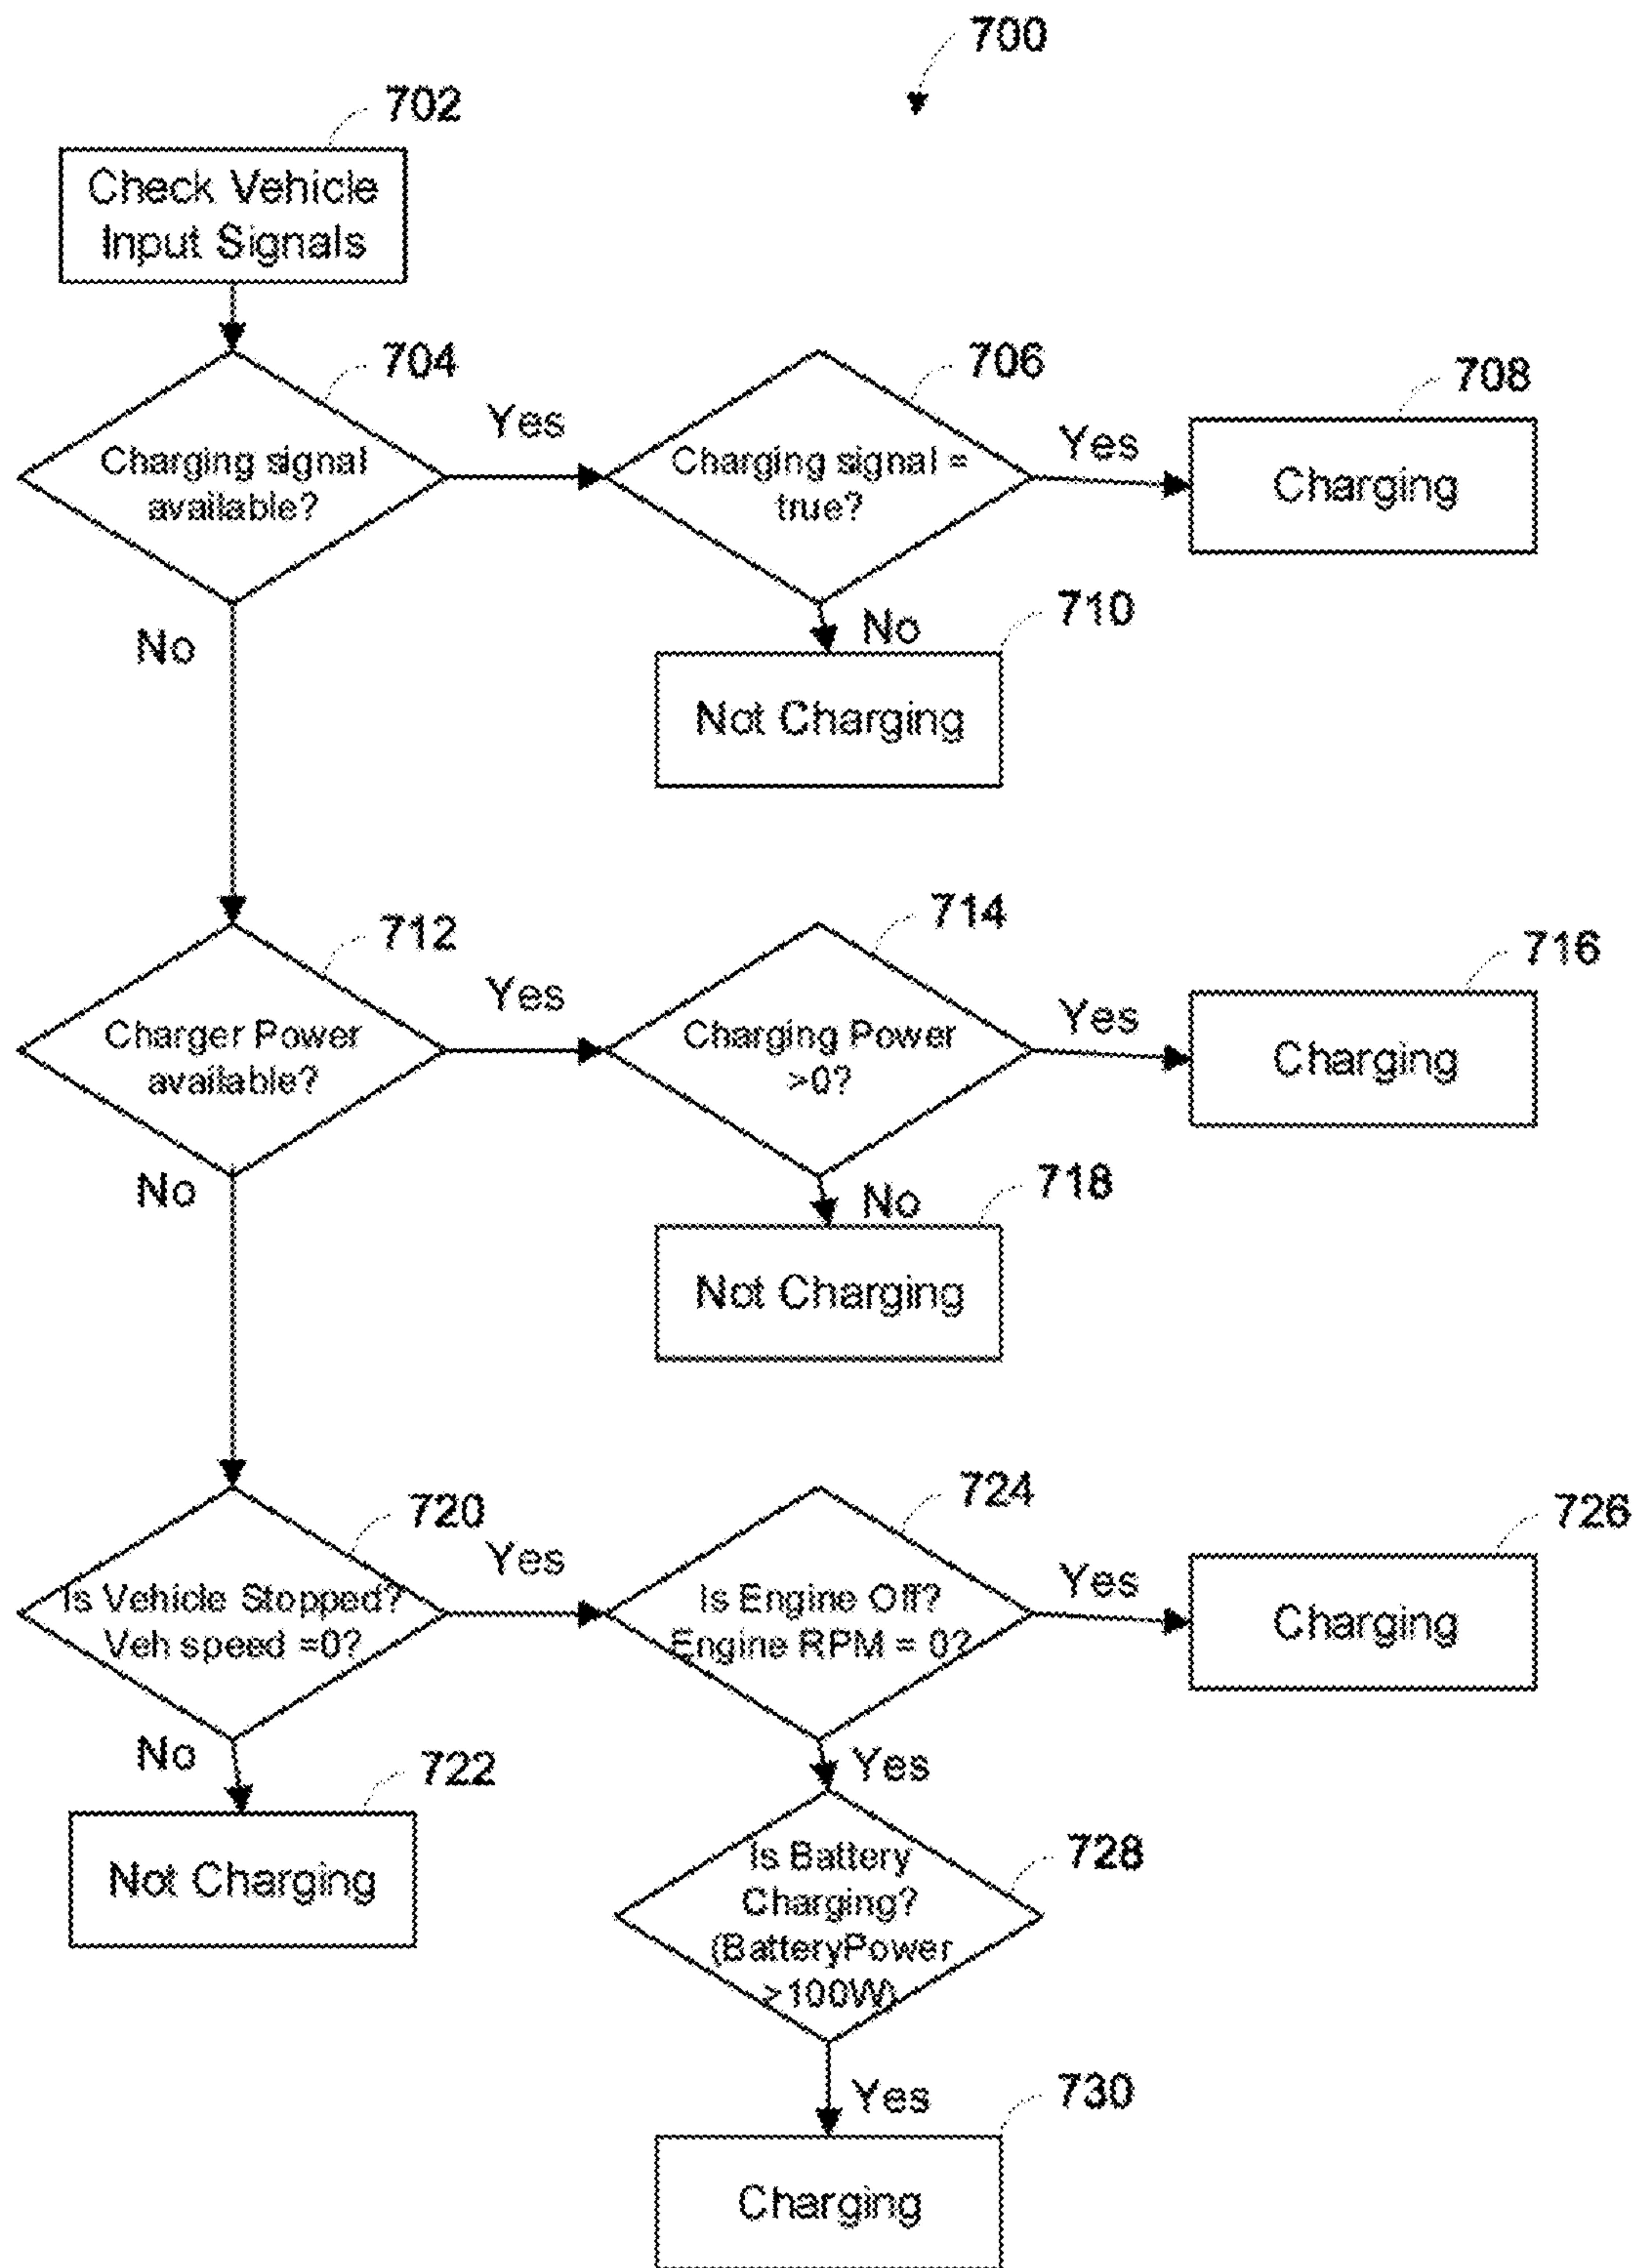 700
702
Check Vehicle
Input Signals
704
Charging signal
available?
Yes
706
Charging signal =
true?
Yes
708
Charging
No
No
710
Not Charging
712
Charger Power
available?
Yes
714
Charging Power
>0?
Yes
716
Charging
No
No
718
Not Charging
720
Is Vehicle Stopped?
Veh speed =0?
Yes
724
Is Engine Off?
Engine RPM = 0?
Yes
726
Charging
No
722
Not Charging
Yes
728
Is Battery
Charging?
(BatteryPower
>100W)
Yes
730
Charging